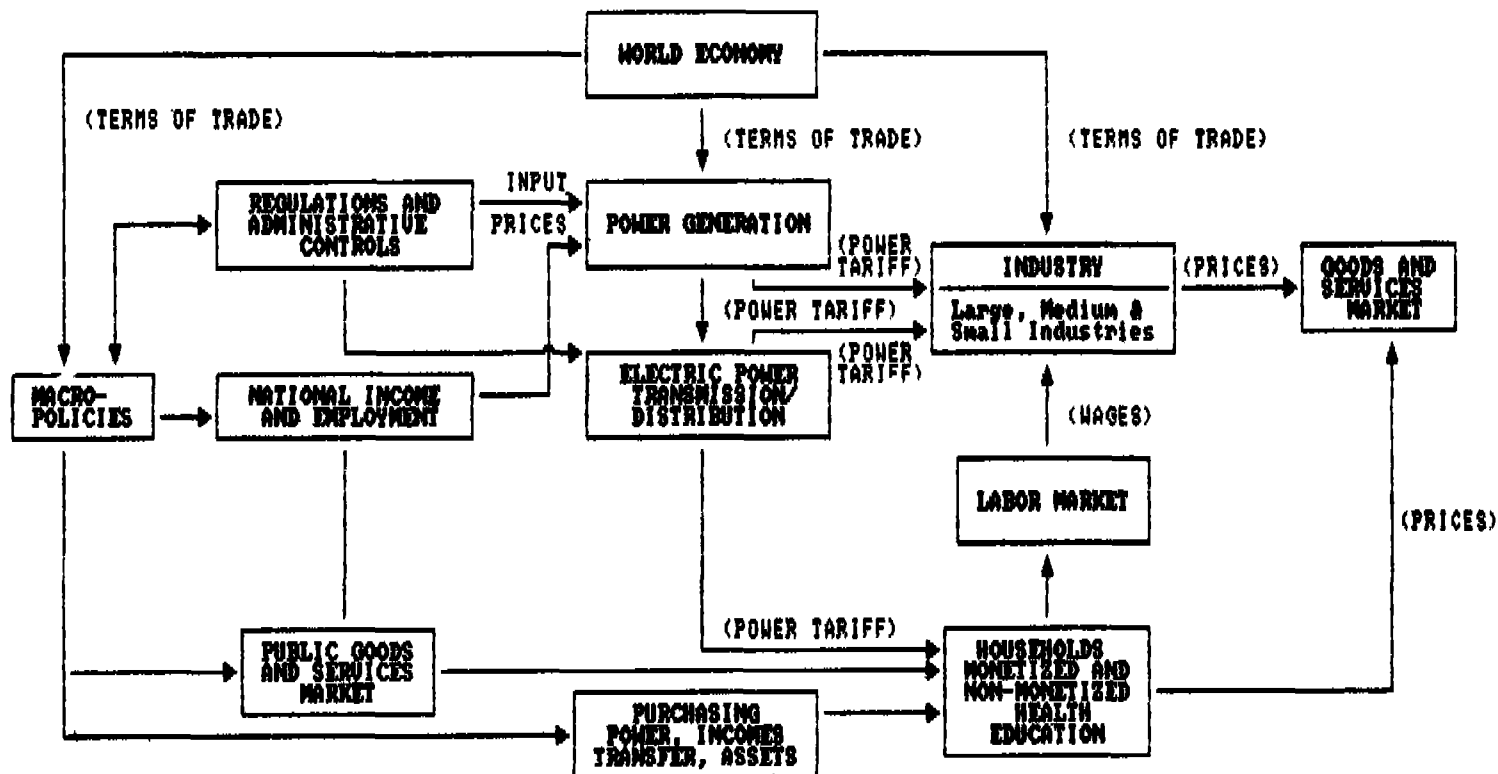 WORLD ECONOMY
(TERMS OF TRADE)
(TERMS OF TRADE)
(TERMS OF TRADE)
REGULATIONS AND
ADMINISTRATIVE
CONTROLS
INPUT
PRICES
POWER GENERATION
(POWER
TARIFF)
INDUSTRY
Large, Medium &
Small Industries
(PRICES)
GOODS AND
SERVICES
MARKET
(POWER TARIFF)
(POWER
TARIFF)
MACRO-
POLICIES
NATIONAL INCOME
AND EMPLOYMENT
ELECTRIC POWER
TRANSMISSION/
DISTRIBUTION
(WAGES)
LABOR MARKET
(PRICES)
(POWER TARIFF)
PUBLIC GOODS
AND SERVICES
MARKET
HOUSEHOLDS
MONETIZED AND
NON-MONETIZED
HEALTH
EDUCATION
PURCHASING
POWER, INCOMES
TRANSFER, ASSETS